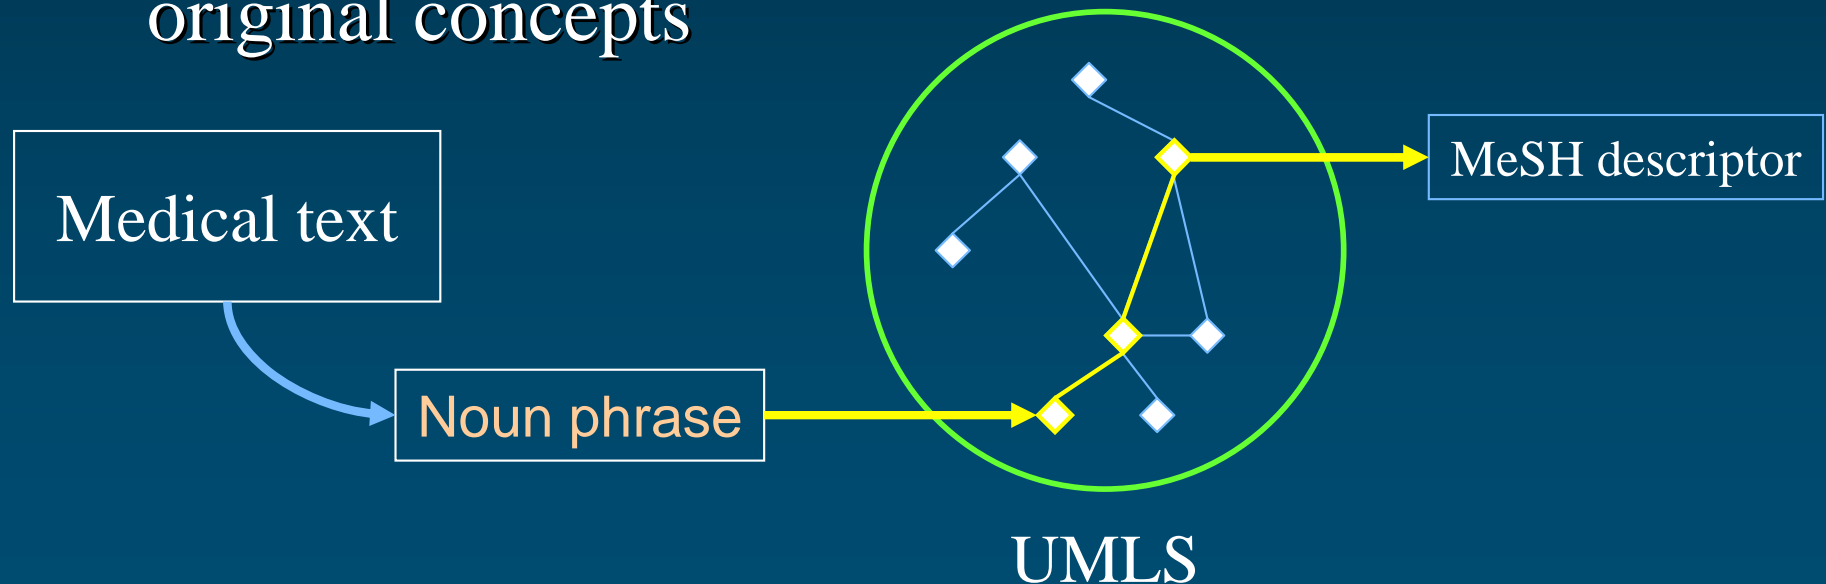 original concepts
Medical text
MeSH descriptor
Noun phrase
UMLS